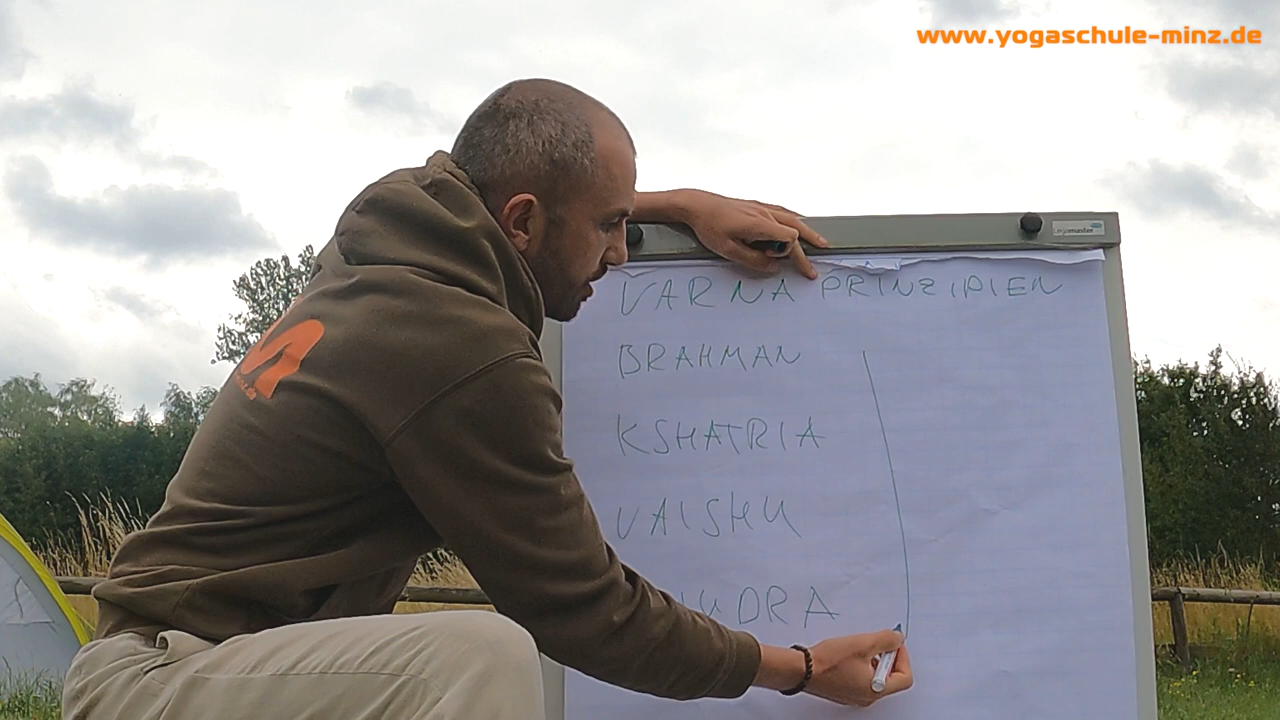 www.yogaschule-minz.de
VARNA PRINZIPIEN
BRAHMAN
KSHATRIA
VAISHU